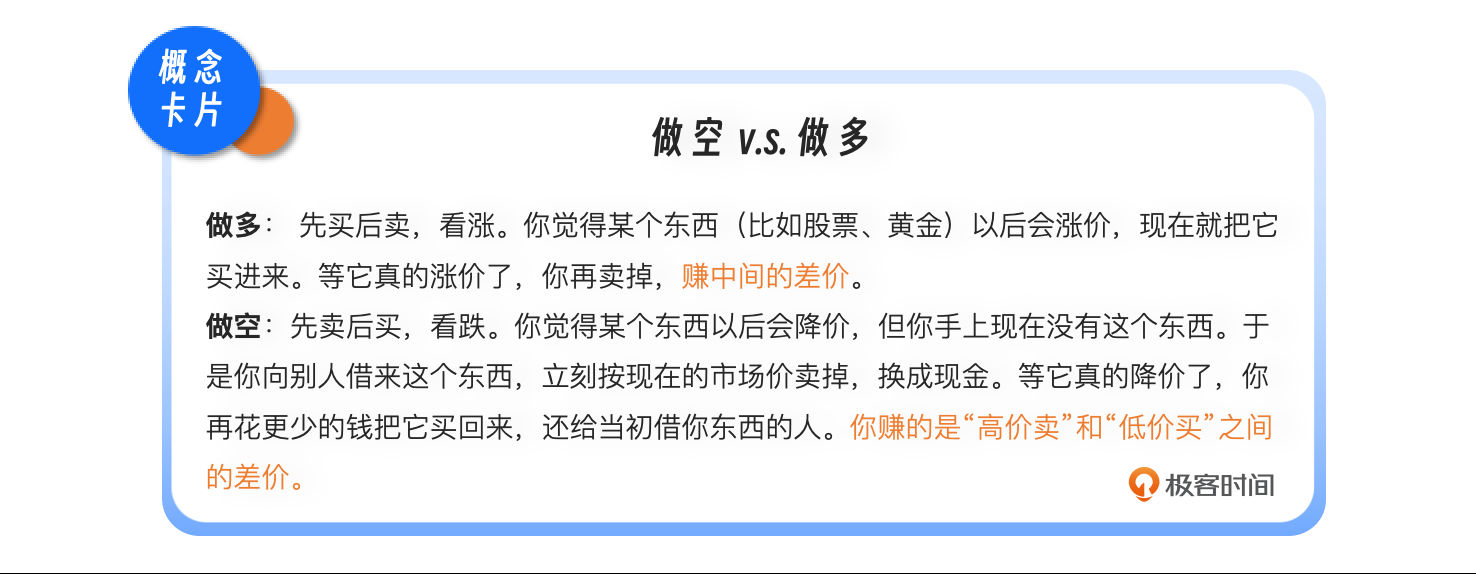 概念
卡片
做空 v.s. 做多
做多： 先买后卖，看涨。你觉得某个东西（比如股票、黄金）以后会涨价，现在就把它
买进来。等它真的涨价了，你再卖掉，赚中间的差价。
做空：先卖后买，看跌。你觉得某个东西以后会降价，但你手上现在没有这个东西。于
是你向别人借来这个东西，立刻按现在的市场价卖掉，换成现金。等它真的降价了，你
再花更少的钱把它买回来，还给当初借你东西的人。你赚的是“高价卖”和“低价买”之间
的差价。
极客时间